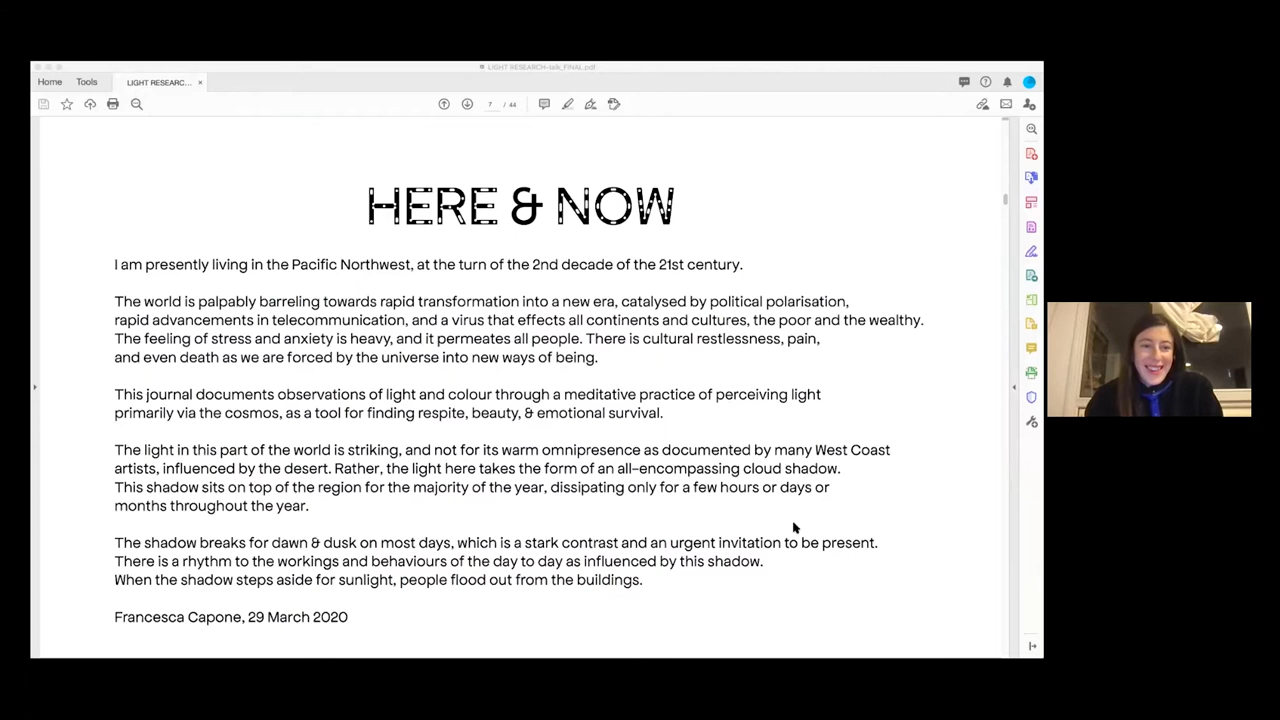 LIGHT RESEARCH-talk_FINAL.pdf
Home Tools LIGHT RESEARC... ×
7 / 44
HERE & NOW
I am presently living in the Pacific Northwest, at the turn of the 2nd decade of the 21st century.
The world is palpably barreling towards rapid transformation into a new era, catalysed by political polarisation,
rapid advancements in telecommunication, and a virus that effects all continents and cultures, the poor and the wealthy.
The feeling of stress and anxiety is heavy, and it permeates all people. There is cultural restlessness, pain,
and even death as we are forced by the universe into new ways of being.
This journal documents observations of light and colour through a meditative practice of perceiving light
primarily via the cosmos, as a tool for finding respite, beauty, & emotional survival.
The light in this part of the world is striking, and not for its warm omnipresence as documented by many West Coast
artists, influenced by the desert. Rather, the light here takes the form of an all-encompassing cloud shadow.
This shadow sits on top of the region for the majority of the year, dissipating only for a few hours or days or
months throughout the year.
The shadow breaks for dawn & dusk on most days, which is a stark contrast and an urgent invitation to be present.
There is a rhythm to the workings and behaviours of the day to day as influenced by this shadow.
When the shadow steps aside for sunlight, people flood out from the buildings.
Francesca Capone, 29 March 2020